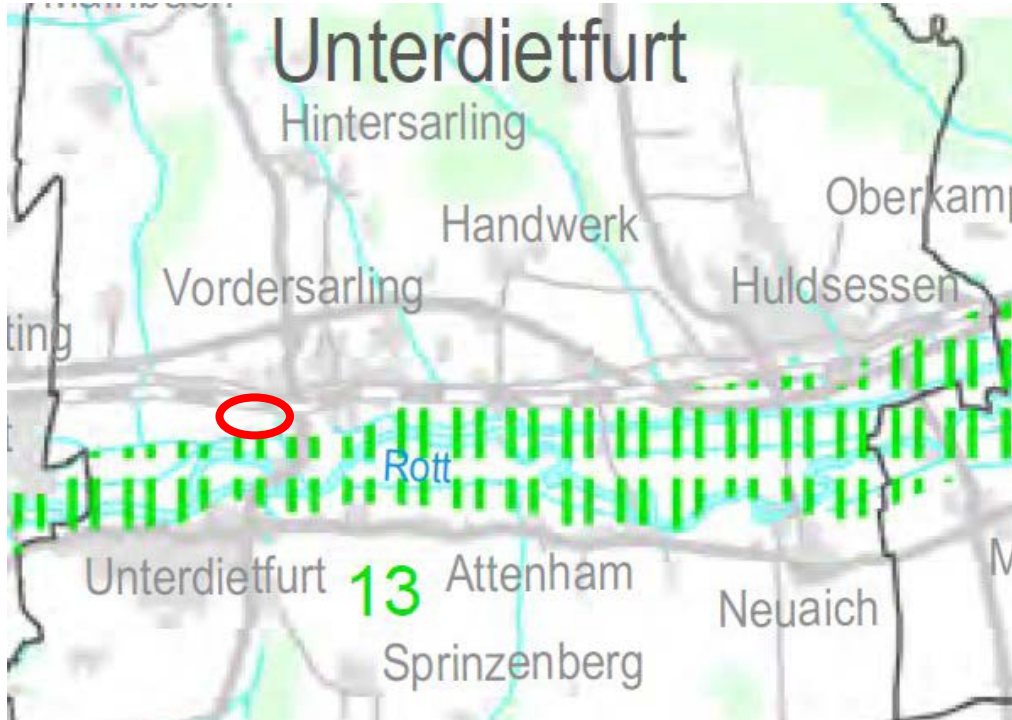 Unterdietfurt
Hintersarling
Oberkamp
Handwerk
Vordersarling
Huldsessen
ting
Rott
Unterdietfurt
13
Attenham
Neuaich
M
Sprinzenberg